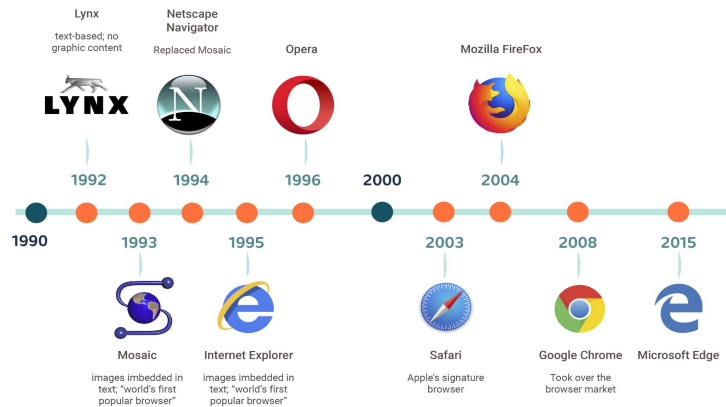 Lynx
text-based; no
graphic content
LYNX
Netscape
Navigator
Replaced Mosaic
N
Opera
Mozilla FireFox
1992
1994
1996
2000
2004
1990
1993
1995
2003
2008
2015
Mosaic
images imbedded in
text; “world's first
popular browser”
Internet Explorer
images imbedded in
text; “world's first
popular browser”
Safari
Apple's signature
browser
Google Chrome
Took over the
browser market
Microsoft Edge